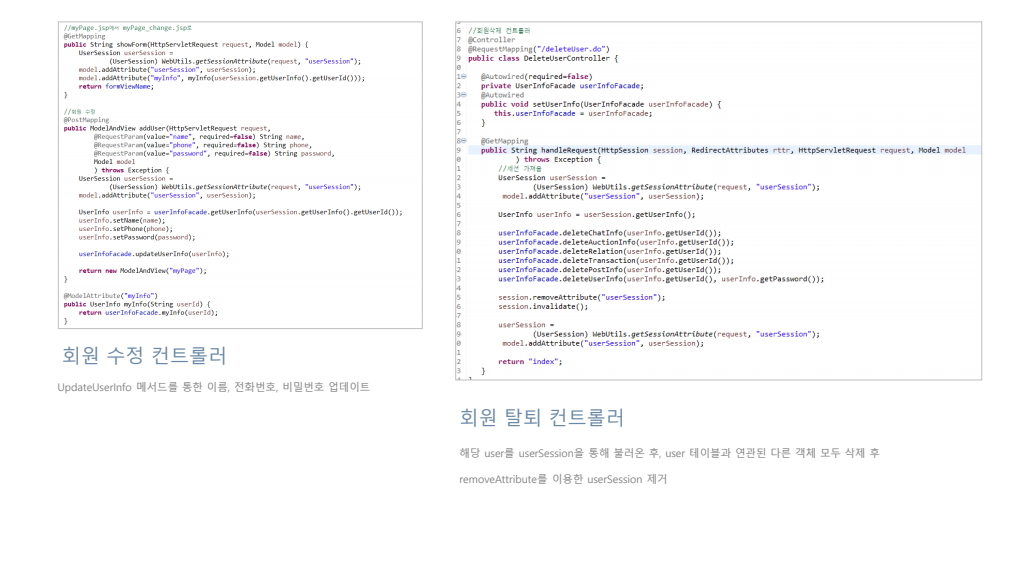 //myPage.jsp에서 myPage_change.jsp로
@GetMapping
public String showForm(HttpServletRequest request, Model model) {
UserSession userSession =
(UserSession) WebUtils.getSessionAttribute(request, "userSession");
model.addAttribute("userSession", userSession);
model.addAttribute("myInfo", myInfo(userSession.getUserInfo().getUserId()));
return formViewName;
}
//회원 수정
@PostMapping
public ModelAndView addUser(HttpServletRequest request,
@RequestParam(value="name", required=false) String name,
@RequestParam(value="phone", required=false) String phone,
@RequestParam(value="password", required=false) String password,
Model model
) throws Exception {
UserSession userSession =
(UserSession) WebUtils.getSessionAttribute(request, "userSession");
model.addAttribute("userSession", userSession);
UserInfo userInfo = userInfoFacade.getUserInfo(userSession.getUserInfo().getUserId());
userInfo.setName(name);
userInfo.setPhone(phone);
userInfo.setPassword(password);
userInfoFacade.updateUserInfo(userInfo);
return new ModelAndView("myPage");
}
@ModelAttribute("myInfo")
public UserInfo myInfo(String userId) {
return userInfoFacade.myInfo(userId);
}
회원 수정 컨트롤러
UpdateUserInfo 메서드를 통한 이름, 전화번호, 비밀번호 업데이트
6 //회원삭제 컨트롤러
7 @Controller
8 @RequestMapping("/deleteUser.do")
9 public class DeleteUserController {
0
1 @Autowired(required=false)
2 private UserInfoFacade userInfoFacade;
3 @Autowired
4 public void setUserInfo(UserInfoFacade userInfoFacade) {
5 this.userInfoFacade = userInfoFacade;
6 }
7
8 @GetMapping
9 public String handleRequest(HttpSession session, RedirectAttributes rttr, HttpServletRequest request, Model model
0 ) throws Exception {
1 //세션 가져옴
2 UserSession userSession =
3 (UserSession) WebUtils.getSessionAttribute(request, "userSession");
4 model.addAttribute("userSession", userSession);
5
6 UserInfo userInfo = userSession.getUserInfo();
7
8 userInfoFacade.deleteChatInfo(userInfo.getUserId());
9 userInfoFacade.deleteAuctionInfo(userInfo.getUserId());
0 userInfoFacade.deleteRelation(userInfo.getUserId());
1 userInfoFacade.deleteTransaction(userInfo.getUserId());
2 userInfoFacade.deletePostInfo(userInfo.getUserId());
3 userInfoFacade.deleteUserInfo(userInfo.getUserId(), userInfo.getPassword());
4
5 session.removeAttribute("userSession");
6 session.invalidate();
7
8 userSession =
9 (UserSession) WebUtils.getSessionAttribute(request, "userSession");
0 model.addAttribute("userSession", userSession);
1
2 return "index";
3 }
회원 탈퇴 컨트롤러
해당 user를 userSession을 통해 불러온 후, user 테이블과 연관된 다른 객체 모두 삭제 후
removeAttribute를 이용한 userSession 제거